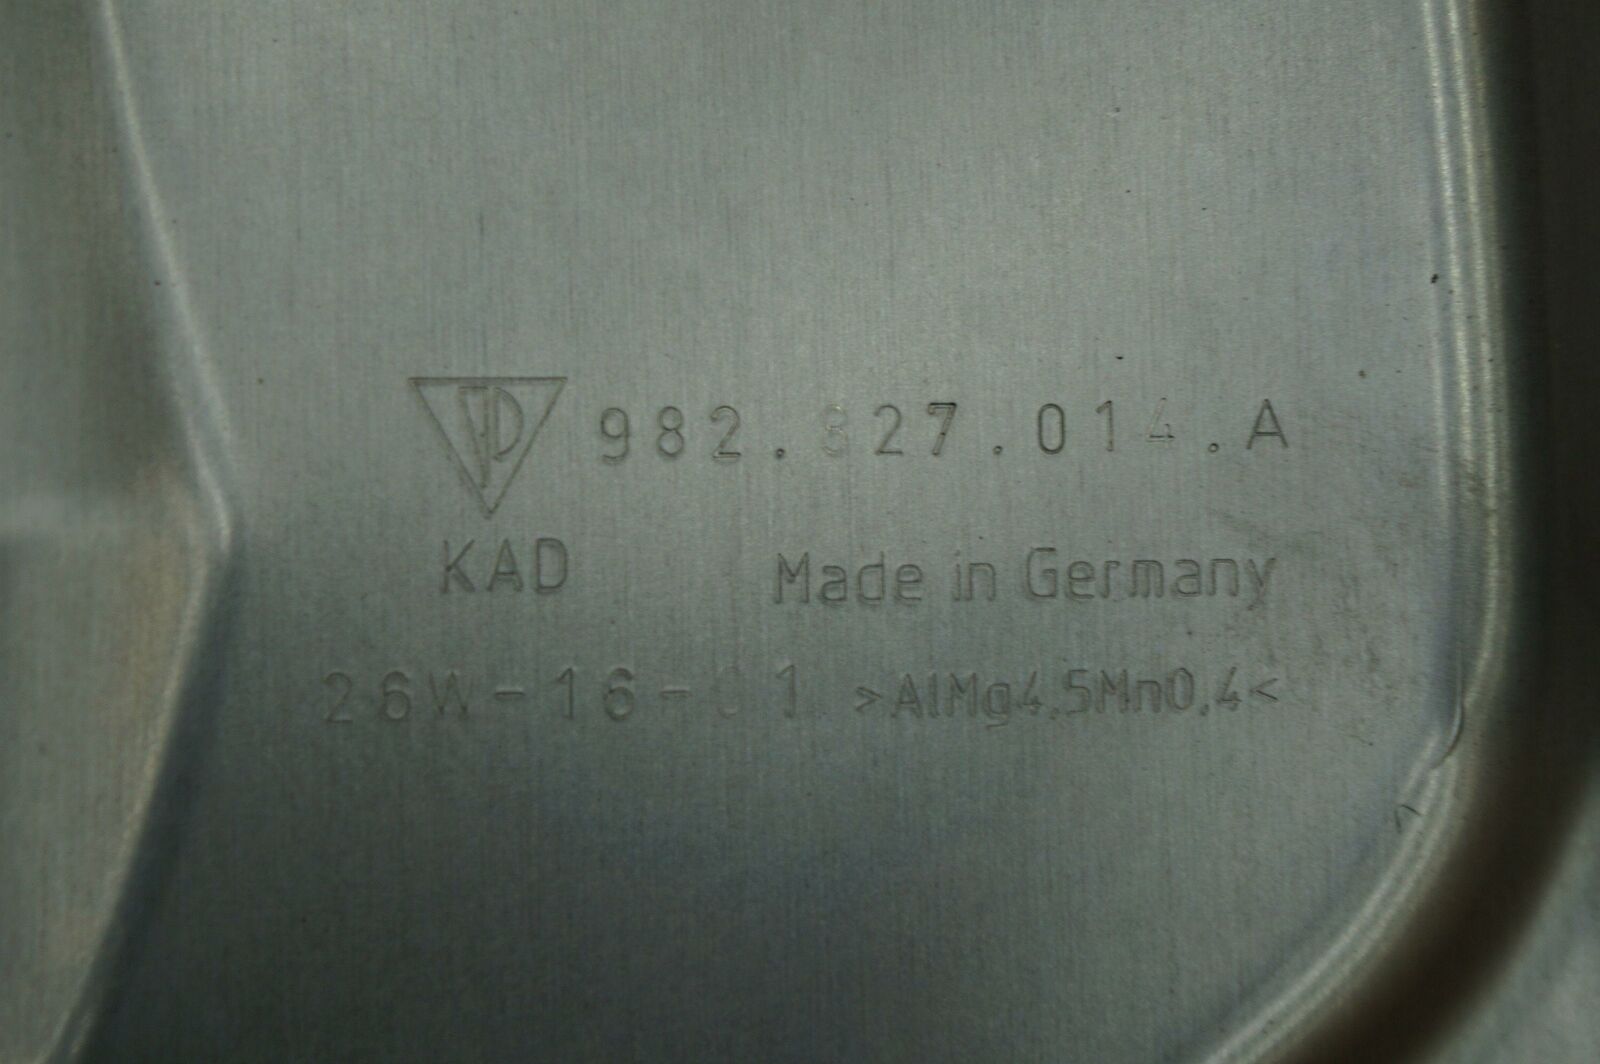 982.827.014.A
KAD Made in Germany
26W-16-01 >AlMg4,5Mn0,4<